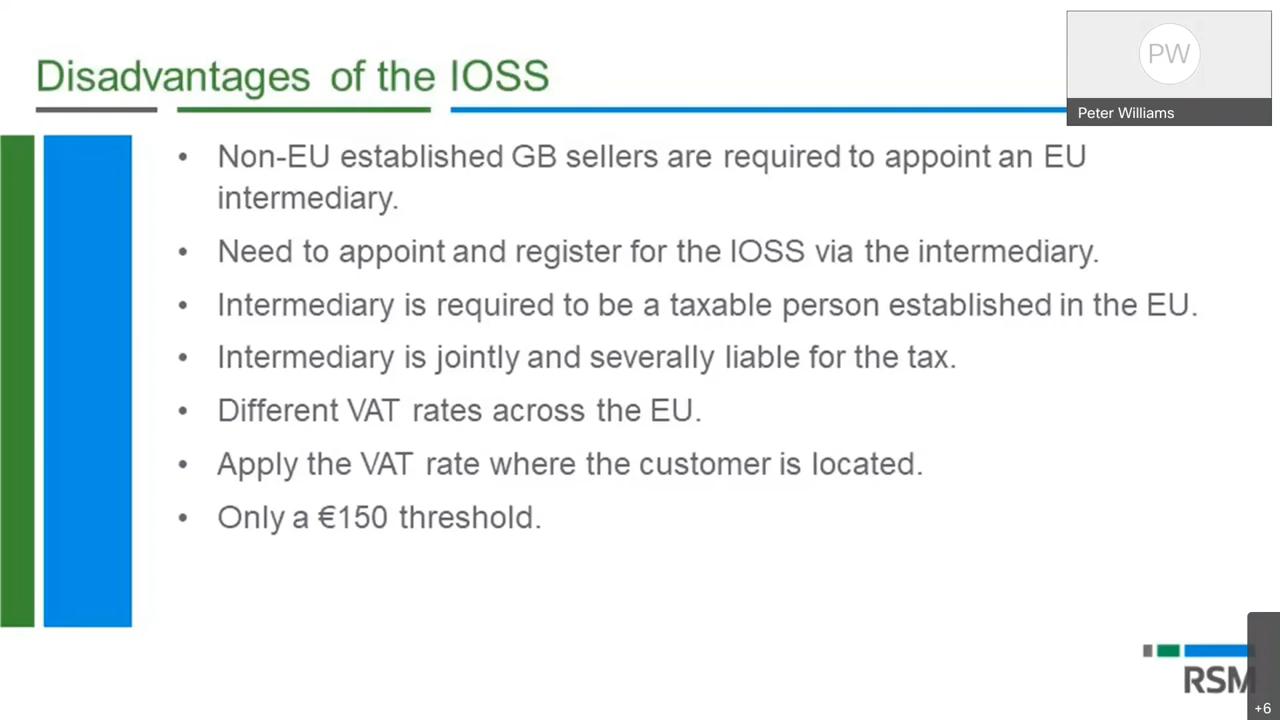 Disadvantages of the IOSS
PW
Peter Williams
• Non-EU established GB sellers are required to appoint an EU
intermediary.
• Need to appoint and register for the IOSS via the intermediary.
• Intermediary is required to be a taxable person established in the EU.
• Intermediary is jointly and severally liable for the tax.
• Different VAT rates across the EU.
• Apply the VAT rate where the customer is located.
• Only a €150 threshold.
RSM
+6